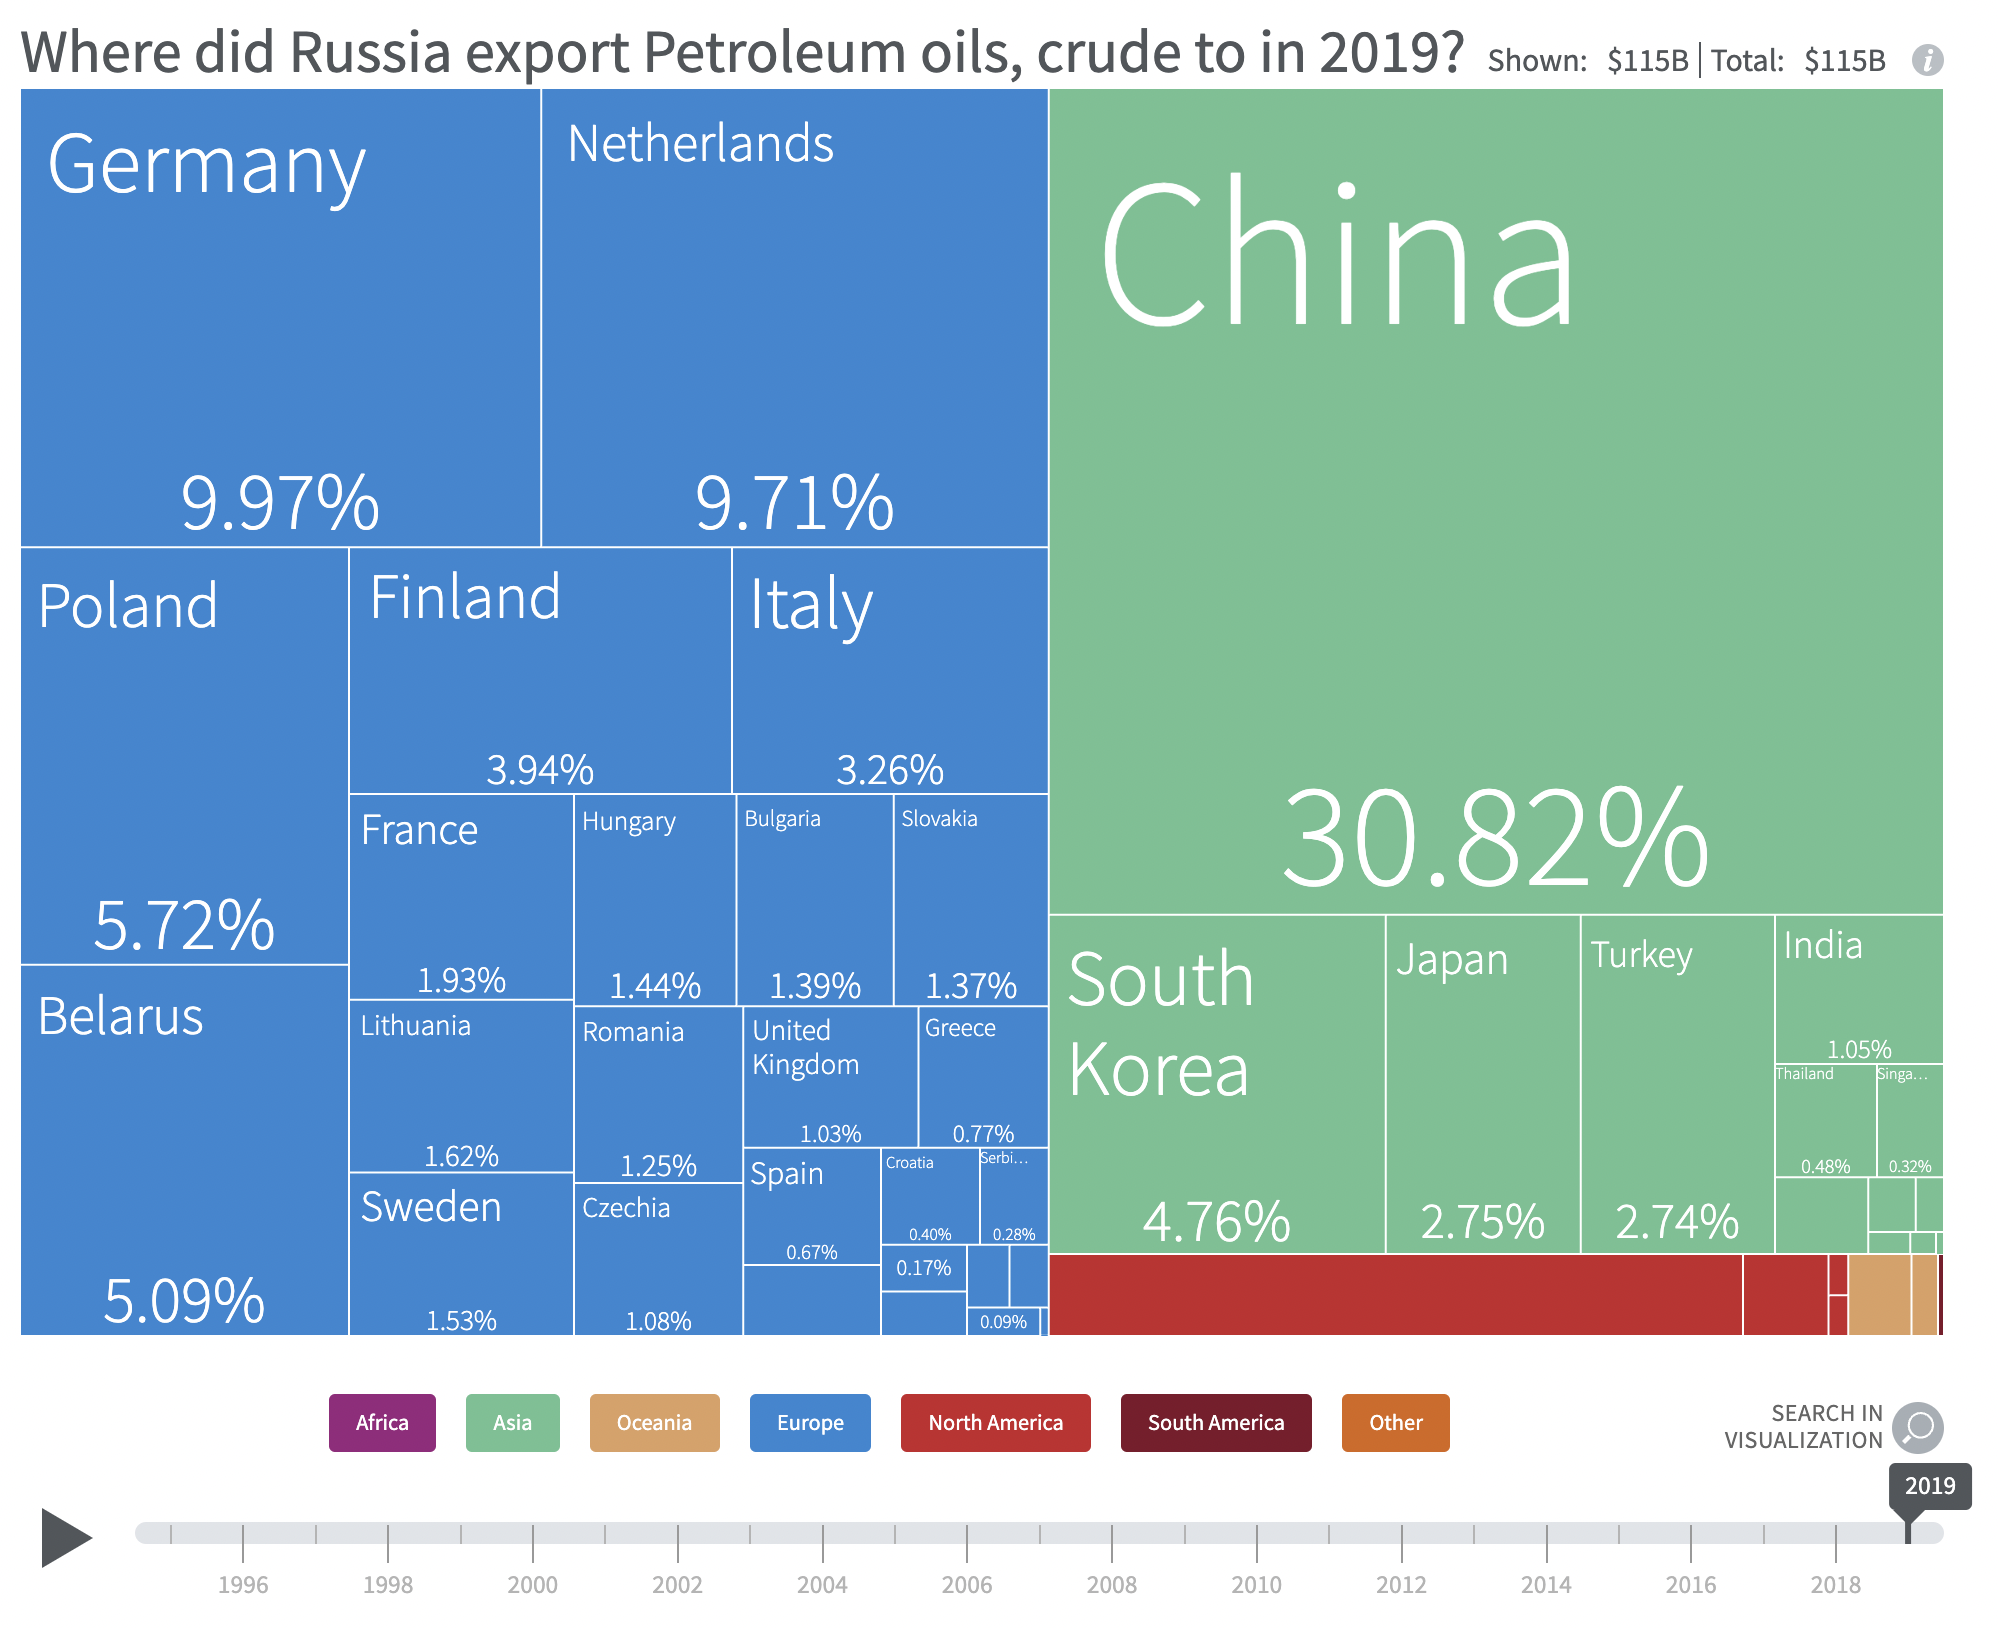 Where did Russia export Petroleum oils, crude to in 2019? Shown: $115B | Total: $115B i
Germany
9.97%
Netherlands
9.71%
Poland
5.72%
Finland
3.94%
Italy
3.26%
Belarus
5.09%
France
1.93%
Hungary
1.44%
Bulgaria
1.39%
Slovakia
1.37%
Lithuania
1.62%
Sweden
1.53%
Romania
1.25%
Czechia
1.08%
United
Kingdom
1.03%
Greece
0.77%
Spain
0.67%
Croatia
0.40%
Serbi...
0.28%
0.17%
0.09%
China
30.82%
South
Korea
4.76%
Japan
2.75%
Turkey
2.74%
India
1.05%
Thailand
0.48%
Singa...
0.32%
Africa
Asia
Oceania
Europe
North America
South America
Other
SEARCH IN
VISUALIZATION
2019
1996 1998 2000 2002 2004 2006 2008 2010 2012 2014 2016 2018